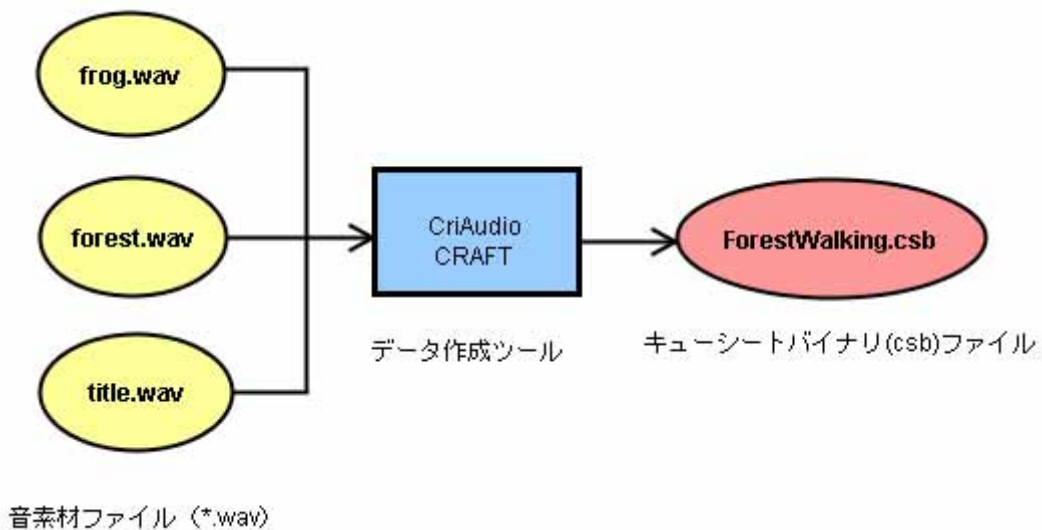 frog.wav
forest.wav
title.wav
音素材ファイル (*.wav)
CriAudio
CRAFT
データ作成ツール
ForestWalking.csb
キューシートバイナリ(csb)ファイル